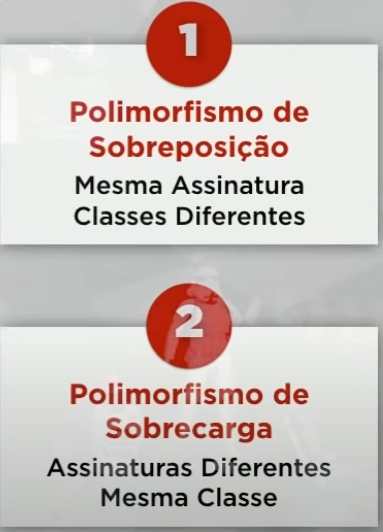 1
Polimorfismo de
Sobreposição
Mesma Assinatura
Classes Diferentes
2
Polimorfismo de
Sobrecarga
Assinaturas Diferentes
Mesma Classe